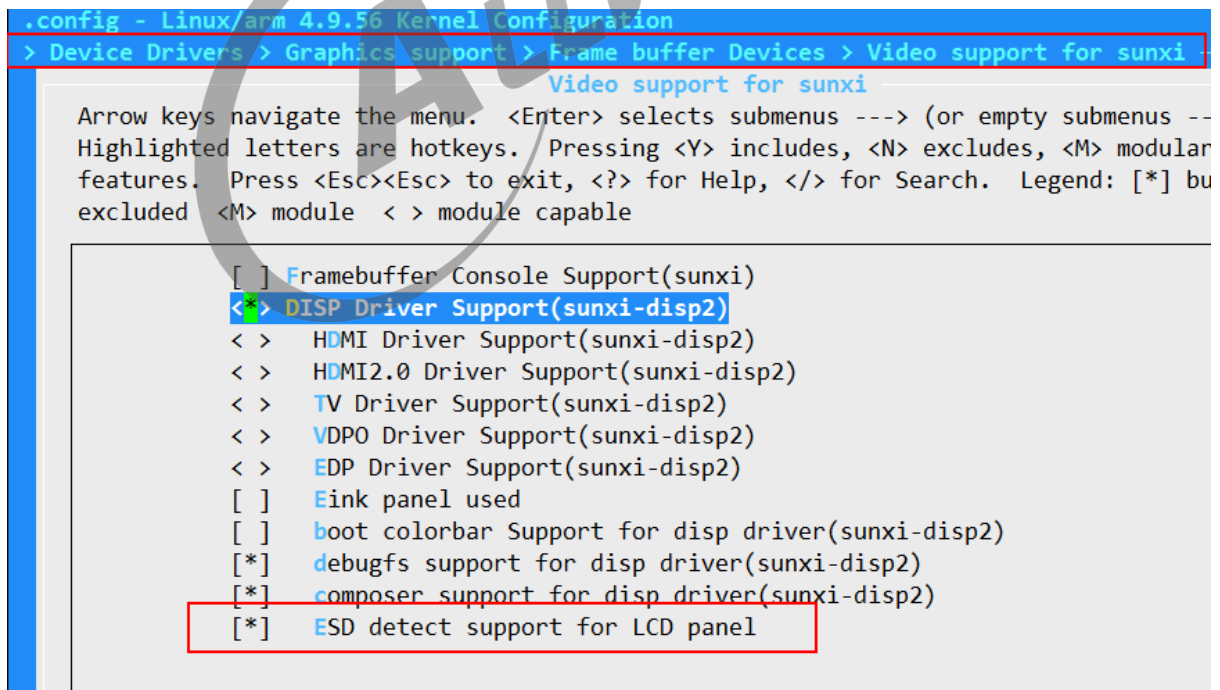 .config - Linux/arm 4.9.56 Kernel Configuration
> Device Drivers > Graphics support > Frame buffer Devices > Video support for sunxi -
Video support for sunxi
Arrow keys navigate the menu. <Enter> selects submenus ---> (or empty submenus --
Highlighted letters are hotkeys. Pressing <Y> includes, <N> excludes, <M> modular
features. Press <Esc><Esc> to exit, <?> for Help, </> for Search. Legend: [*] bu
excluded <M> module < > module capable
[ ] Framebuffer Console Support(sunxi)
<*> DISP Driver Support(sunxi-disp2)
< > HDMI Driver Support(sunxi-disp2)
< > HDMI2.0 Driver Support(sunxi-disp2)
< > TV Driver Support(sunxi-disp2)
< > VDPO Driver Support(sunxi-disp2)
< > EDP Driver Support(sunxi-disp2)
[ ] Eink panel used
[ ] boot colorbar Support for disp driver(sunxi-disp2)
[*] debugfs support for disp driver(sunxi-disp2)
[*] composer support for disp driver(sunxi-disp2)
[*] ESD detect support for LCD panel